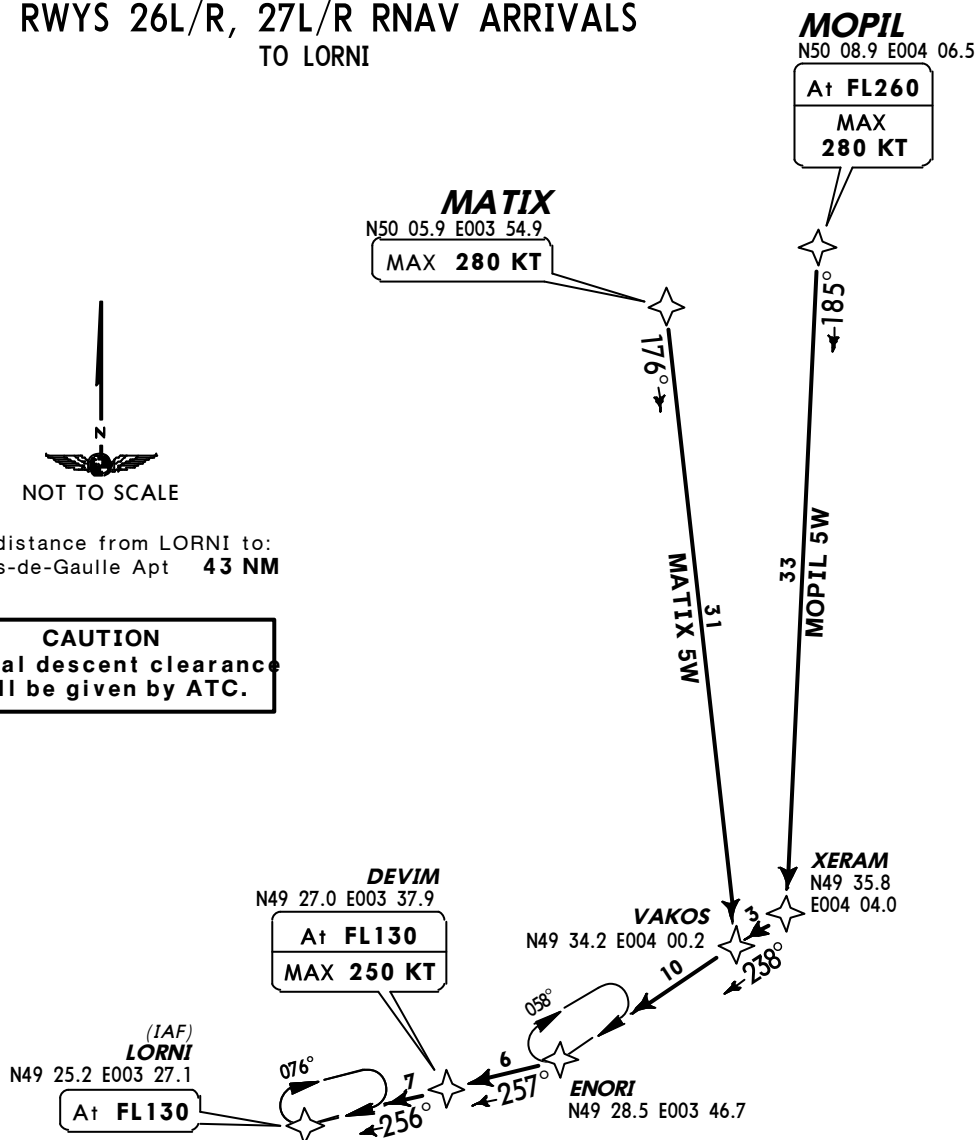 RWYS 26L/R, 27L/R RNAV ARRIVALS
TO LORNI
MOPIL
N50 08.9 E004 06.5
At FL260
MAX
280 KT
MATIX
N50 05.9 E003 54.9
MAX 280 KT
185°
176°
N
NOT TO SCALE
distance from LORNI to:
s-de-Gaulle Apt 43 NM
CAUTION
al descent clearance
ll be given by ATC.
MATIX 5W
31
33
MOPIL 5W
XERAM
N49 35.8
E004 04.0
VAKOS
N49 34.2 E004 00.2
3
238°
10
DEVIM
N49 27.0 E003 37.9
At FL130
MAX 250 KT
058°
6
257°
ENORI
N49 28.5 E003 46.7
(IAF)
LORNI
N49 25.2 E003 27.1
At FL130
076°
7
256°